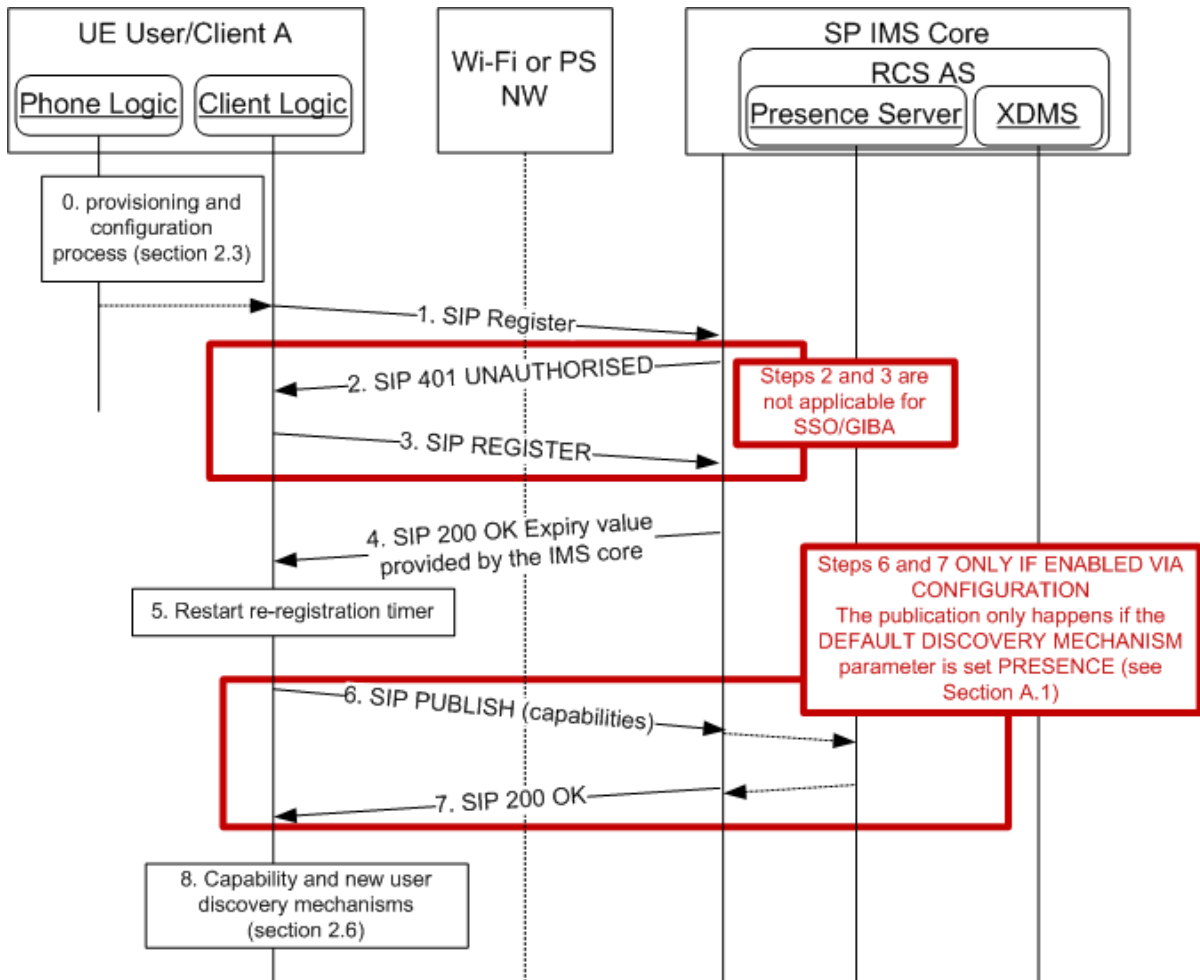 UE User/Client A
Phone Logic
Client Logic
Wi-Fi or PS
NW
SP IMS Core
RCS AS
Presence Server
XDMS
0. provisioning and
configuration
process (section 2.3)
1. SIP Register
2. SIP 401 UNAUTHORISED
Steps 2 and 3 are
not applicable for
SSO/GIBA
3. SIP REGISTER
4. SIP 200 OK Expiry value
provided by the IMS core
Steps 6 and 7 ONLY IF ENABLED VIA
CONFIGURATION
The publication only happens if the
DEFAULT DISCOVERY MECHANISM
parameter is set PRESENCE (see
Section A.1)
5. Restart re-registration timer
6. SIP PUBLISH (capabilities)
7. SIP 200 OK
8. Capability and new user
discovery mechanisms
(section 2.6)